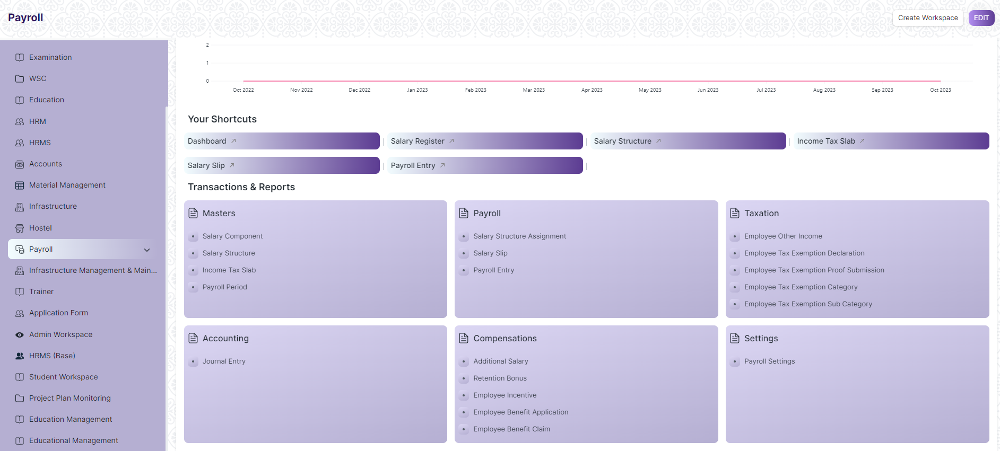 Payroll
Create Workspace
EDIT
Examination
WSC
Education
HRM
HRMS
Accounts
Material Management
Infrastructure
Hostel
Payroll
Infrastructure Management & Main...
Trainer
Application Form
Admin Workspace
HRMS (Base)
Student Workspace
Project Plan Monitoring
Education Management
Educational Management
2
1
0
Oct 2022 Nov 2022 Dec 2022 Jan 2023 Feb 2023 Mar 2023 Apr 2023 May 2023 Jun 2023 Jul 2023 Aug 2023 Sep 2023 Oct 2023
Your Shortcuts
Dashboard
Salary Register
Salary Structure
Income Tax Slab
Salary Slip
Payroll Entry
Transactions & Reports
Masters
Salary Component
Salary Structure
Income Tax Slab
Payroll Period
Payroll
Salary Structure Assignment
Salary Slip
Payroll Entry
Taxation
Employee Other Income
Employee Tax Exemption Declaration
Employee Tax Exemption Proof Submission
Employee Tax Exemption Category
Employee Tax Exemption Sub Category
Accounting
Journal Entry
Compensations
Additional Salary
Retention Bonus
Employee Incentive
Employee Benefit Application
Employee Benefit Claim
Settings
Payroll Settings